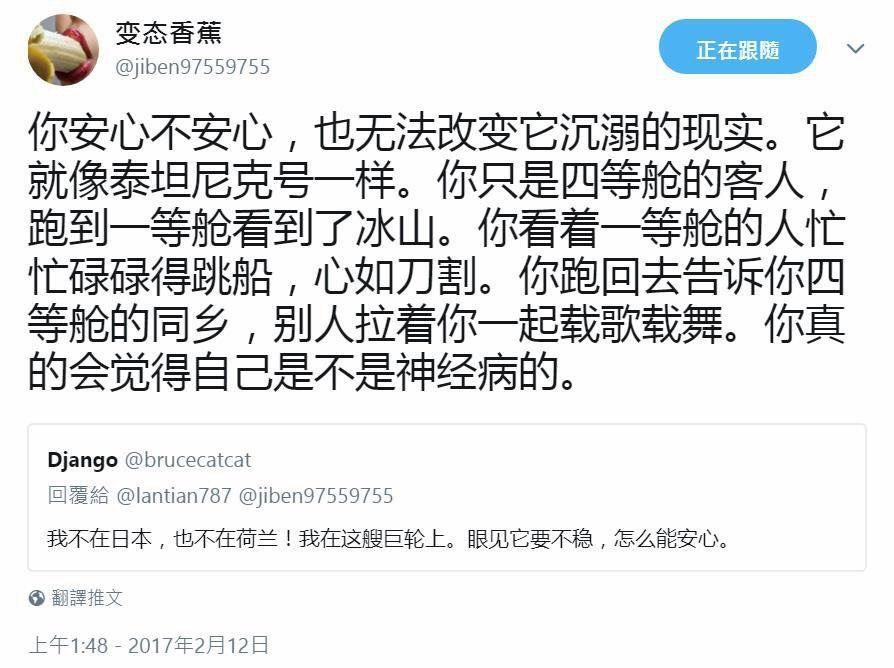 变态香蕉
@jiben97559755
正在跟隨
你安心不安心，也无法改变它沉溺的现实。它
就像泰坦尼克号一样。你只是四等舱的客人，
跑到一等舱看到了冰山。你看着一等舱的人忙
忙碌碌得跳船，心如刀割。你跑回去告诉你四
等舱的同乡，别人拉着你一起载歌载舞。你真
的会觉得自己是不是神经病的。
Django @brucecatcat
回覆給 @lantian787 @jiben97559755
我不在日本，也不在荷兰！我在这艘巨轮上。眼见它要不稳，怎么能安心。
翻譯推文
上午1:48 - 2017年2月12日